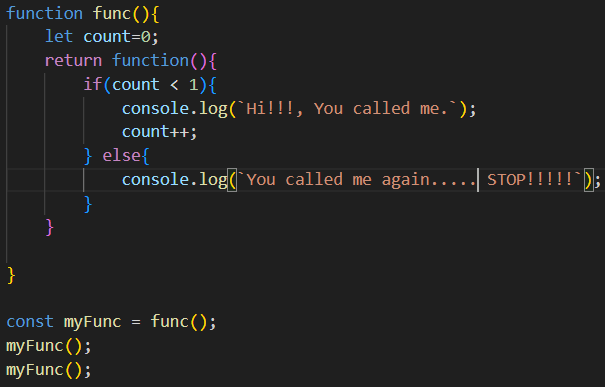 function func(){
    let count=0;
    return function(){
        if(count < 1){
            console.log(`Hi!!!, You called me.`);
            count++;
        } else{
            console.log(`You called me again..... STOP!!!!!`);
        }
    }

}

const myFunc = func();
myFunc();
myFunc();